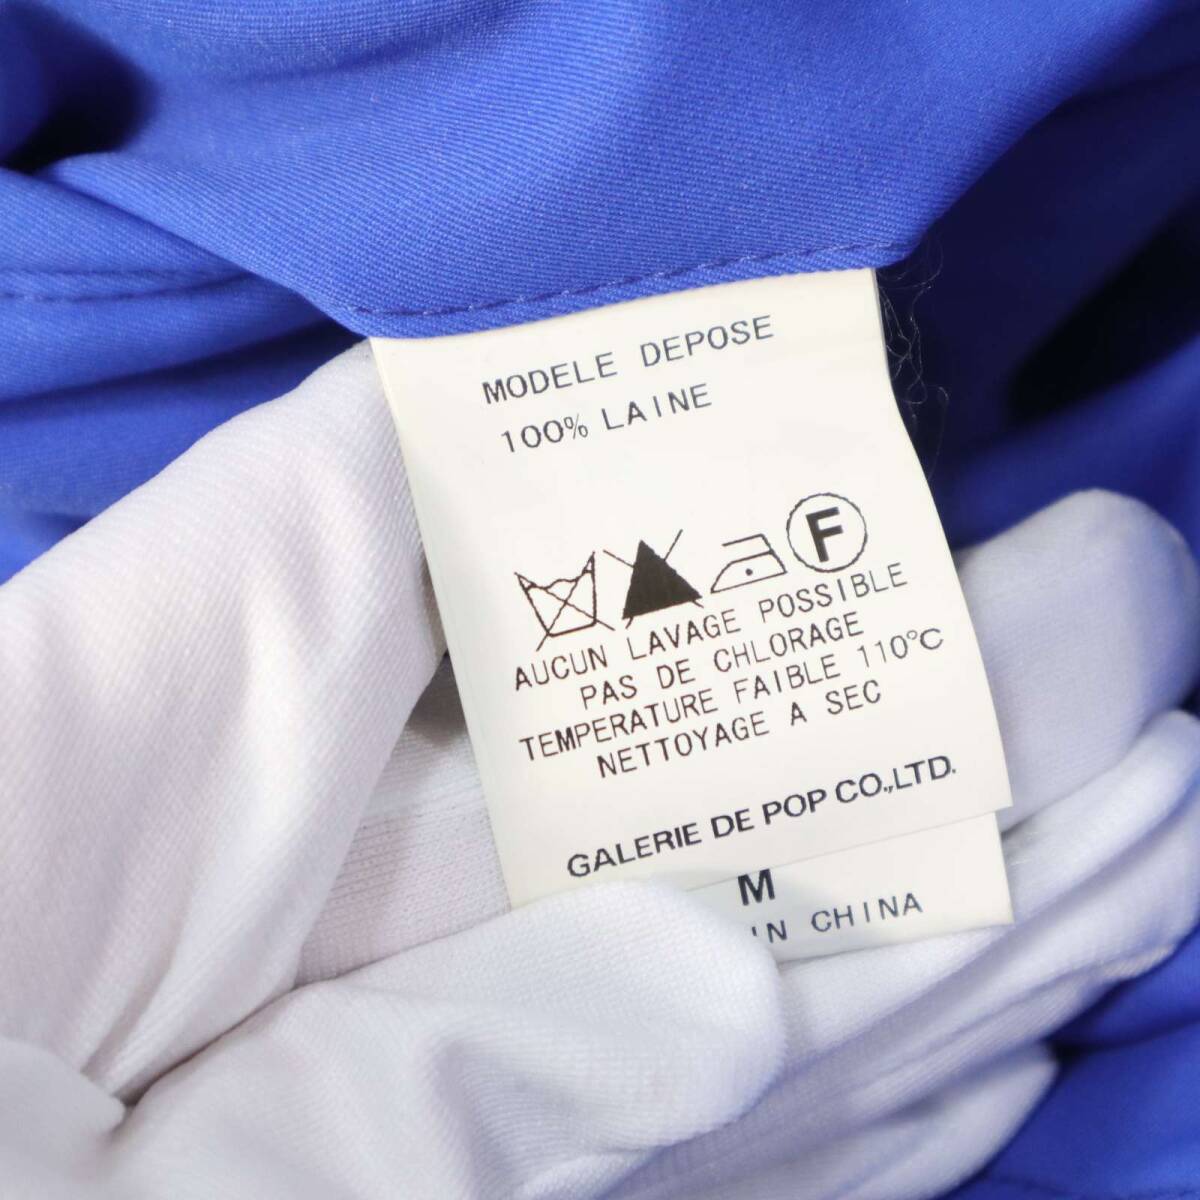 MODELE DEPOSE
100% LAINE
F
AUCUN LAVAGE POSSIBLE
PAS DE CHLORAGE
TEMPERATURE FAIBLE 110°C
NETTOYAGE A SEC
GALERIE DE POP CO.,LTD.
M
IN CHINA